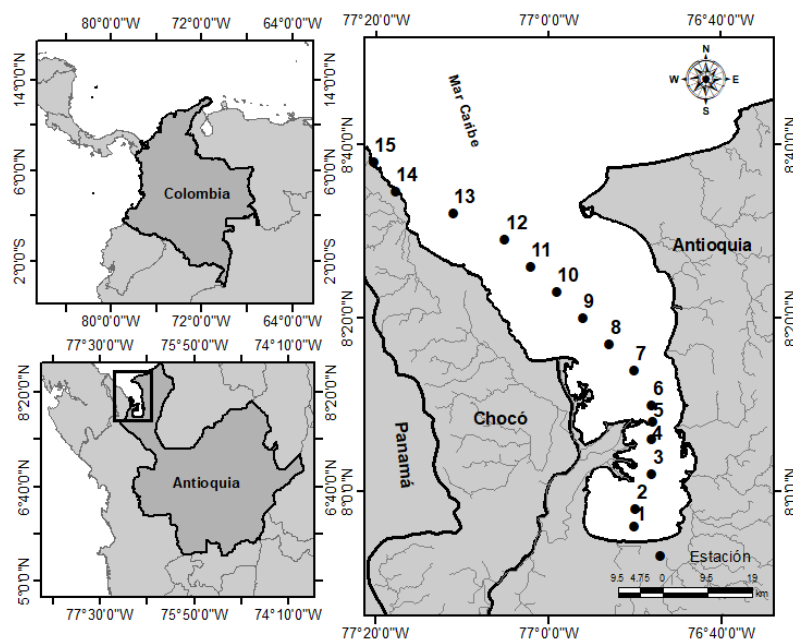 80°0'0"W 72°0'0"W 64°0'0"W
14°0'0"N
6°0'0"N
2°0'0"S
14°0'0"N
6°0'0"N
2°0'0"S
Colombia
80°0'0"W 72°0'0"W 64°0'0"W
77°30'0"W 75°50'0"W 74°10'0"W
8°20'0"N
6°40'0"N
5°0'0"N
8°20'0"N
6°40'0"N
5°0'0"N
Antioquia
77°30'0"W 75°50'0"W 74°10'0"W
77°20'0"W 77°0'0"W 76°40'0"W
8°40'0"N
8°20'0"N
8°0'0"N
8°40'0"N
8°20'0"N
8°0'0"N
Mar Caribe
N
W E
S
15
14
13
12
11
10
9
8
7
6
5
4
3
2
1
Antioquia
Chocó
Panamá
Estación
9.5 4.75 0 9.5 19
km
77°20'0"W 77°0'0"W 76°40'0"W